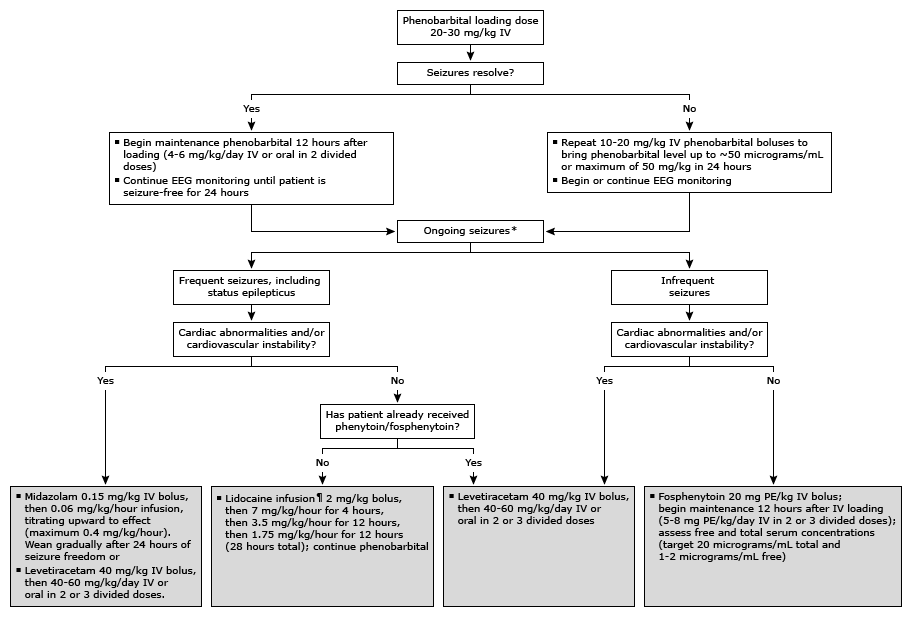 Phenobarbital loading dose
20-30 mg/kg IV
Seizures resolve?
Yes
No
▪ Begin maintenance phenobarbital 12 hours after
loading (4-6 mg/kg/day IV or oral in 2 divided
doses)
▪ Continue EEG monitoring until patient is
seizure-free for 24 hours
▪ Repeat 10-20 mg/kg IV phenobarbital boluses to
bring phenobarbital level up to ~50 micrograms/mL
or maximum of 50 mg/kg in 24 hours
▪ Begin or continue EEG monitoring
Ongoing seizures*
Frequent seizures, including
status epilepticus
Infrequent
seizures
Cardiac abnormalities and/or
cardiovascular instability?
Cardiac abnormalities and/or
cardiovascular instability?
Yes
No
Yes
No
Has patient already received
phenytoin/fosphenytoin?
No
Yes
▪ Midazolam 0.15 mg/kg IV bolus,
then 0.06 mg/kg/hour infusion,
titrating upward to effect
(maximum 0.4 mg/kg/hour).
Wean gradually after 24 hours of
seizure freedom or
▪ Levetiracetam 40 mg/kg IV bolus,
then 40-60 mg/kg/day IV or
oral in 2 or 3 divided doses.
▪ Lidocaine infusion¶ 2 mg/kg bolus,
then 7 mg/kg/hour for 4 hours,
then 3.5 mg/kg/hour for 12 hours,
then 1.75 mg/kg/hour for 12 hours
(28 hours total); continue phenobarbital
▪ Levetiracetam 40 mg/kg IV bolus,
then 40-60 mg/kg/day IV or
oral in 2 or 3 divided doses
▪ Fosphenytoin 20 mg PE/kg IV bolus;
begin maintenance 12 hours after IV loading
(5-8 mg PE/kg/day IV in 2 or 3 divided doses);
assess free and total serum concentrations
(target 20 micrograms/mL total and
1-2 micrograms/mL free)